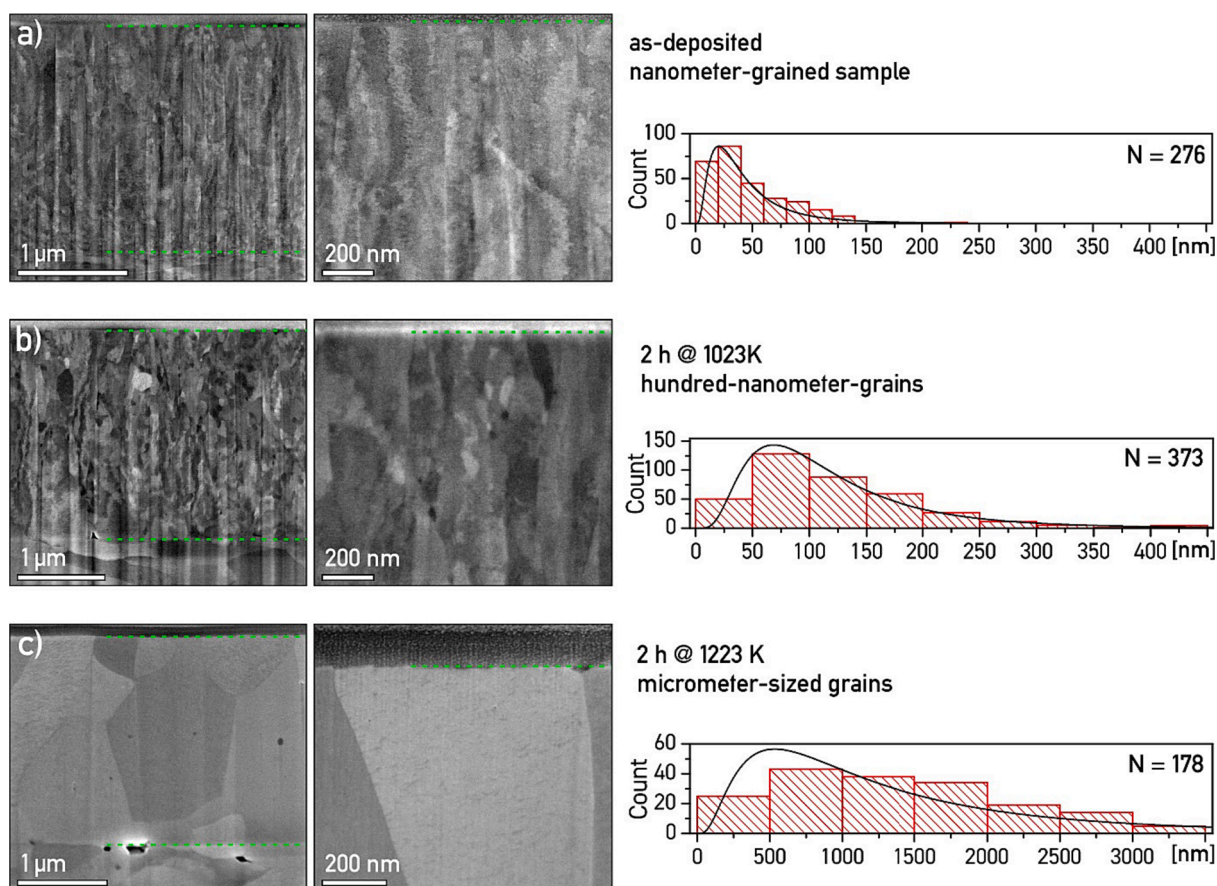 a)
1 µm
200 nm
as-deposited
nanometer-grained sample
100
50
0
Count
N = 276
0 50 100 150 200 250 300 350 400 [nm]
b)
1 µm
200 nm
2 h @ 1023K
hundred-nanometer-grains
150
100
50
0
Count
N = 373
0 50 100 150 200 250 300 350 400 [nm]
c)
1 µm
200 nm
2 h @ 1223 K
micrometer-sized grains
60
40
20
0
Count
N = 178
0 500 1000 1500 2000 2500 3000 [nm]